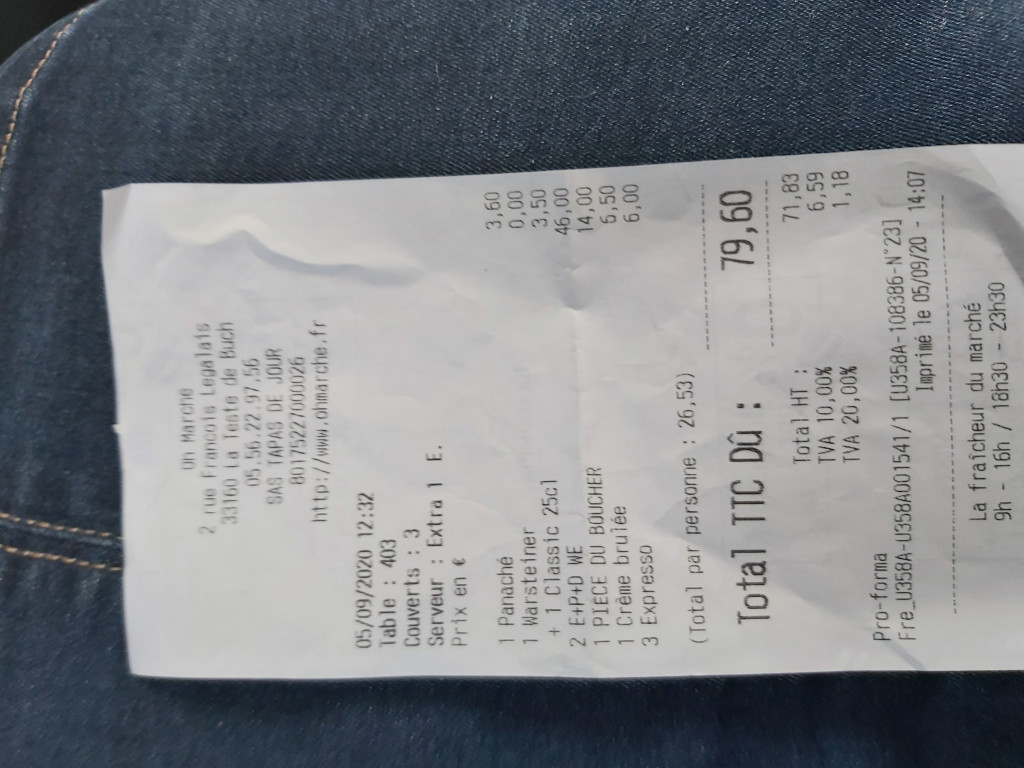 Oh Marche
2 rue Francois Legalais
33160 La Teste de Buch
05.56.22.97.56
SAS TAPAS DE JOUR
80175227000026
http://www.ohmarche.fr
05/09/2020 12:32
Table : 403
Couverts : 3
Serveur : Extra 1 E.
Prix en €
1 Panaché 3,60
1 Warsteiner 0,00
+ 1 Classic 25cl 3,50
2 E+P+D WE 46,00
1 PIECE DU BOUCHER 14,00
1 Crême brulée 6,50
3 Expresso 6,00
(Total par personne : 26,53)
Total TTC Dû : 79,60
Total HT : 71,83
TVA 10,00% 6,59
TVA 20,00% 1,18
Pro-forma
Fre_U358A-U358A001541/1 [U358A-108386-N°23]
Imprimé le 05/09/20 - 14:07
La fraîcheur du marché
9h - 16h / 18h30 - 23h30